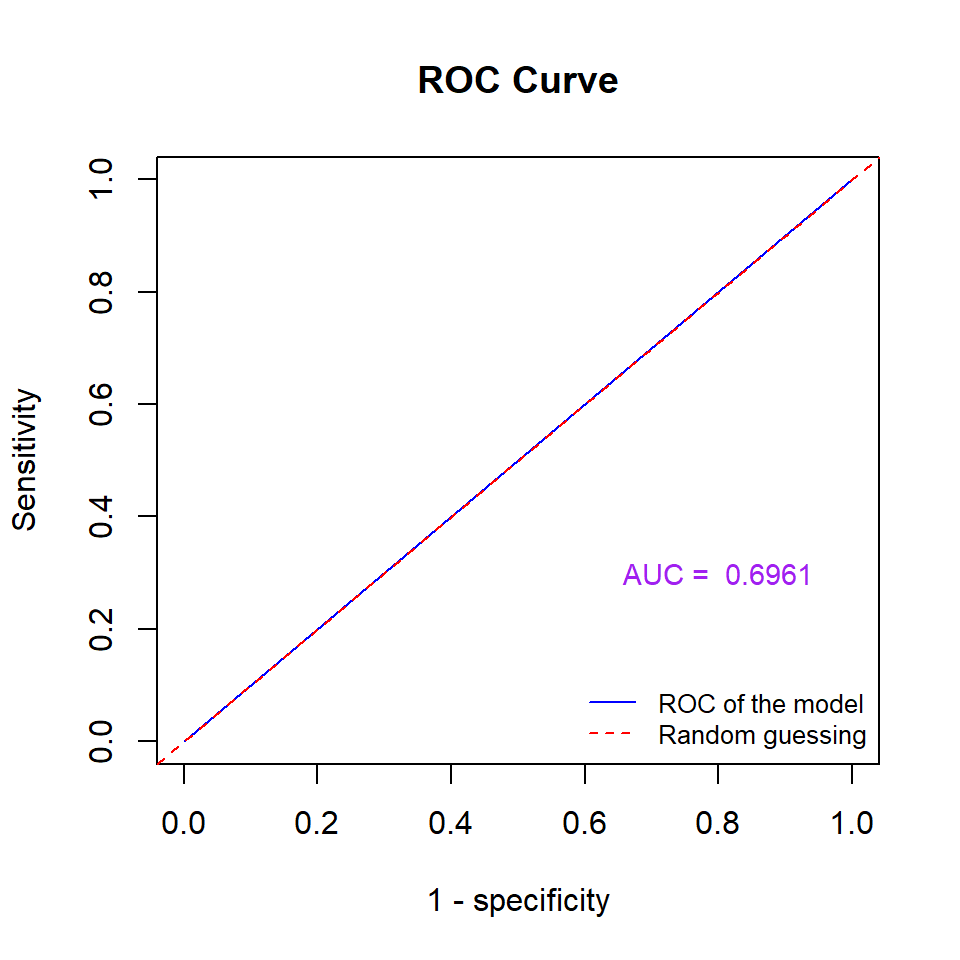 ROC Curve
1.0
0.8
0.6
0.4
0.2
0.0
Sensitivity
AUC =  0.6961
ROC of the model
Random guessing
0.0 0.2 0.4 0.6 0.8 1.0
1 - specificity